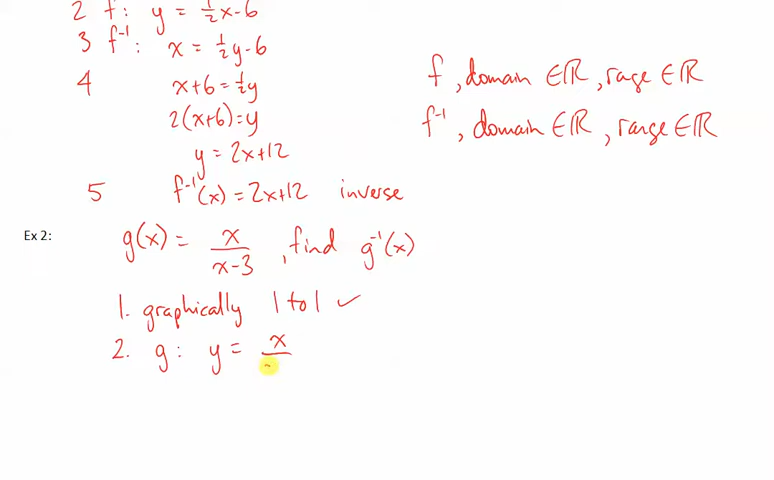 2 f: y = 1/2x-6
3 f⁻¹: x = 1/2y-6
4 x+6 = 1/2y
2(x+6)=y
y = 2x+12
5 f⁻¹(x) = 2x+12 inverse
f, domain ∈ℝ, rage ∈ℝ
f⁻¹, domain ∈ℝ, range ∈ℝ
Ex 2: g(x) = x/(x-3), find g⁻¹(x)
1. graphically 1 to 1 ✓
2. g: y = x/